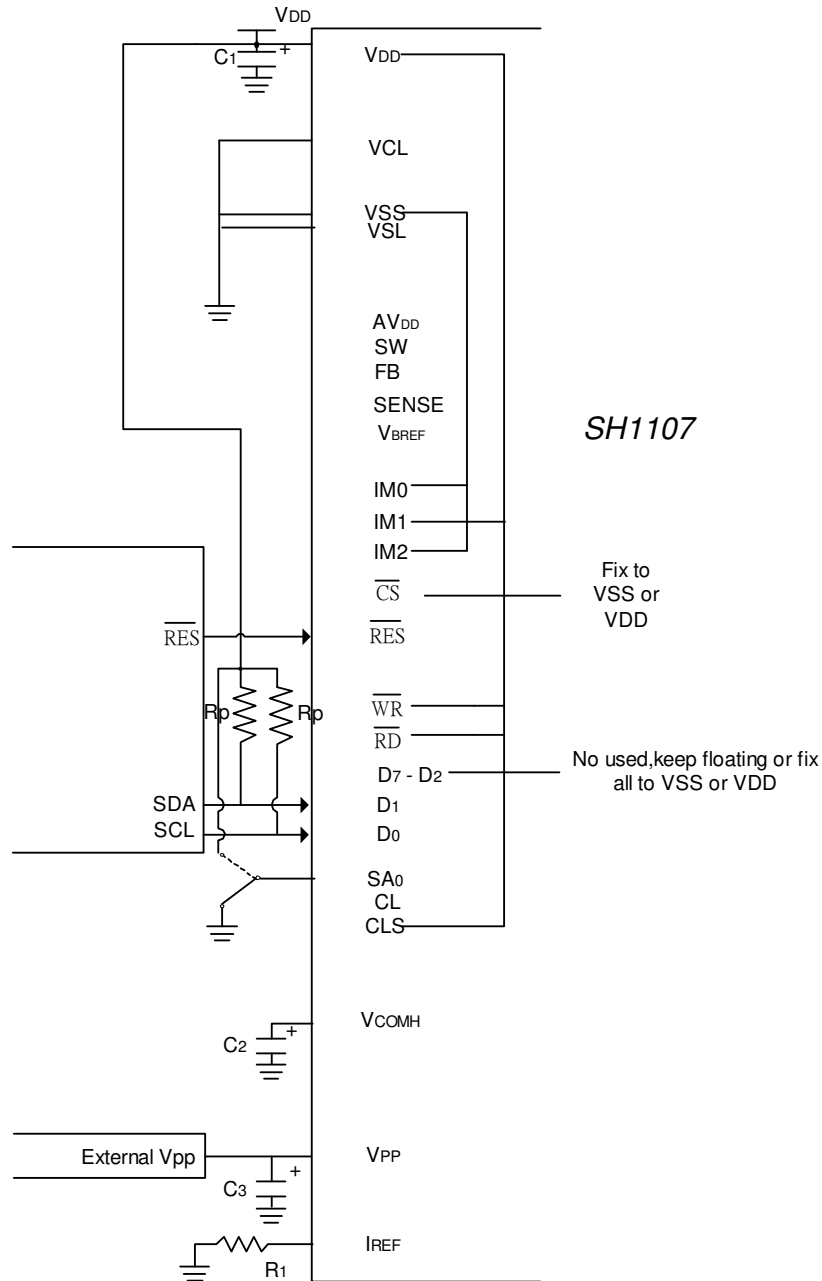 VDD
C1
+
VDD
VCL
VSS
VSL
AVDD
SW
FB
SENSE
VBREF
SH1107
IM0
IM1
IM2
CS
Fix to
VSS or
VDD
RES
RES
Rp
Rp
WR
RD
D7 - D2
No used,keep floating or fix
all to VSS or VDD
SDA
D1
SCL
D0
SA0
CL
CLS
VCOMH
+
C2
External Vpp
VPP
+
C3
IREF
R1